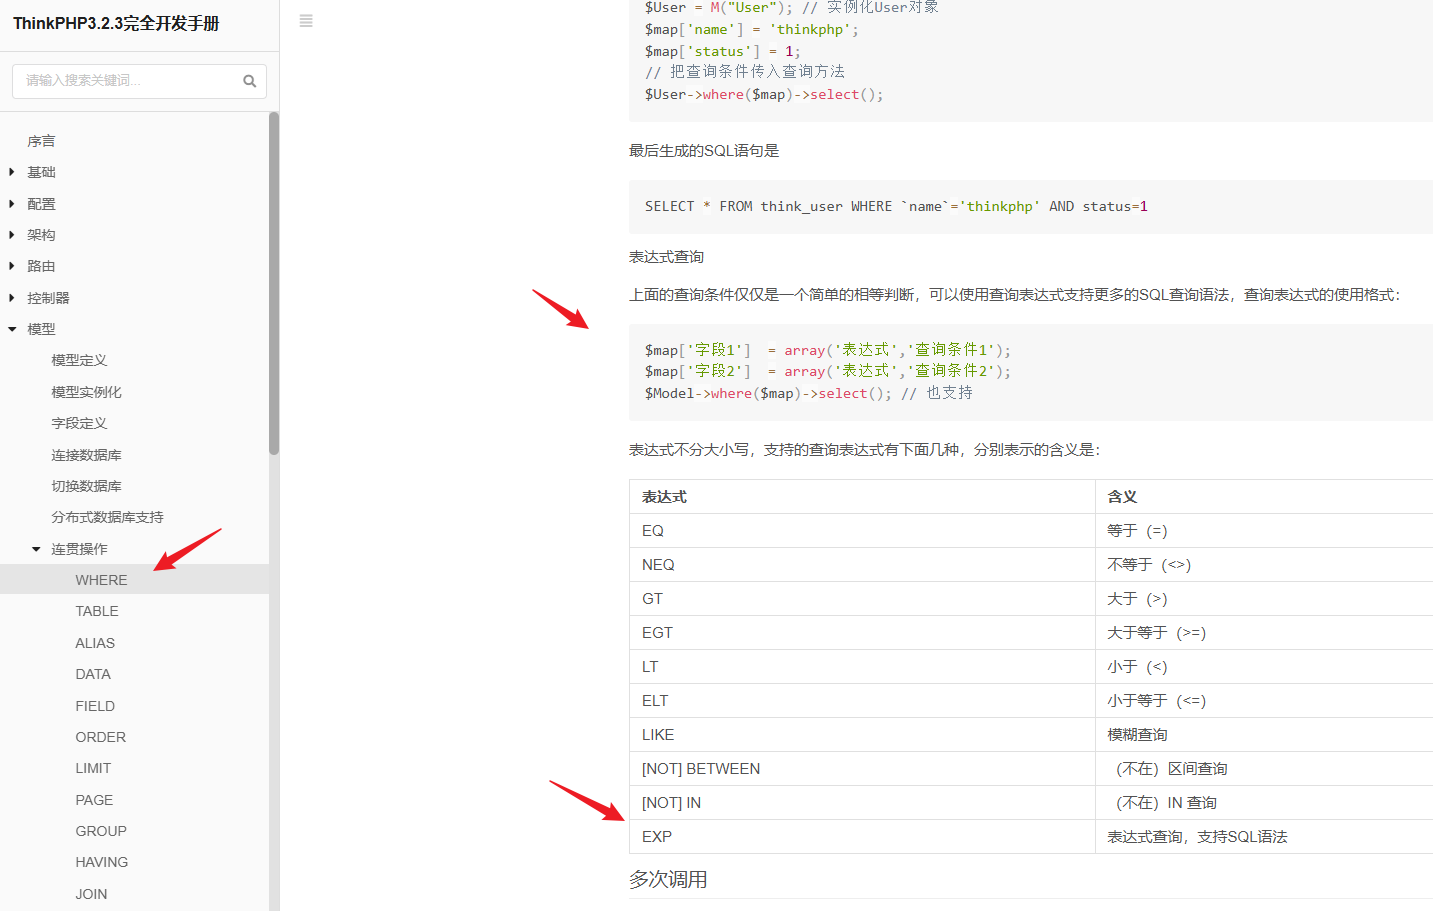 ThinkPHP3.2.3完全开发手册
请输入搜索关键词...
序言
基础
配置
架构
路由
控制器
模型
模型定义
模型实例化
字段定义
连接数据库
切换数据库
分布式数据库支持
连贯操作
WHERE
TABLE
ALIAS
DATA
FIELD
ORDER
LIMIT
PAGE
GROUP
HAVING
JOIN
$User = M("User"); // 实例化User对象
$map['name'] = 'thinkphp';
$map['status'] = 1;
// 把查询条件传入查询方法
$User->where($map)->select();
最后生成的SQL语句是
SELECT * FROM think_user WHERE `name`='thinkphp' AND status=1
表达式查询
上面的查询条件仅仅是一个简单的相等判断，可以使用查询表达式支持更多的SQL查询语法，查询表达式的使用格式：
$map['字段1']  = array('表达式','查询条件1');
$map['字段2']  = array('表达式','查询条件2');
$Model->where($map)->select(); // 也支持
表达式不分大小写，支持的查询表达式有下面几种，分别表示的含义是：
表达式 含义
EQ 等于（=）
NEQ 不等于（<>）
GT 大于（>）
EGT 大于等于（>=）
LT 小于（<）
ELT 小于等于（<=）
LIKE 模糊查询
[NOT] BETWEEN （不在）区间查询
[NOT] IN （不在）IN 查询
EXP 表达式查询，支持SQL语法
多次调用